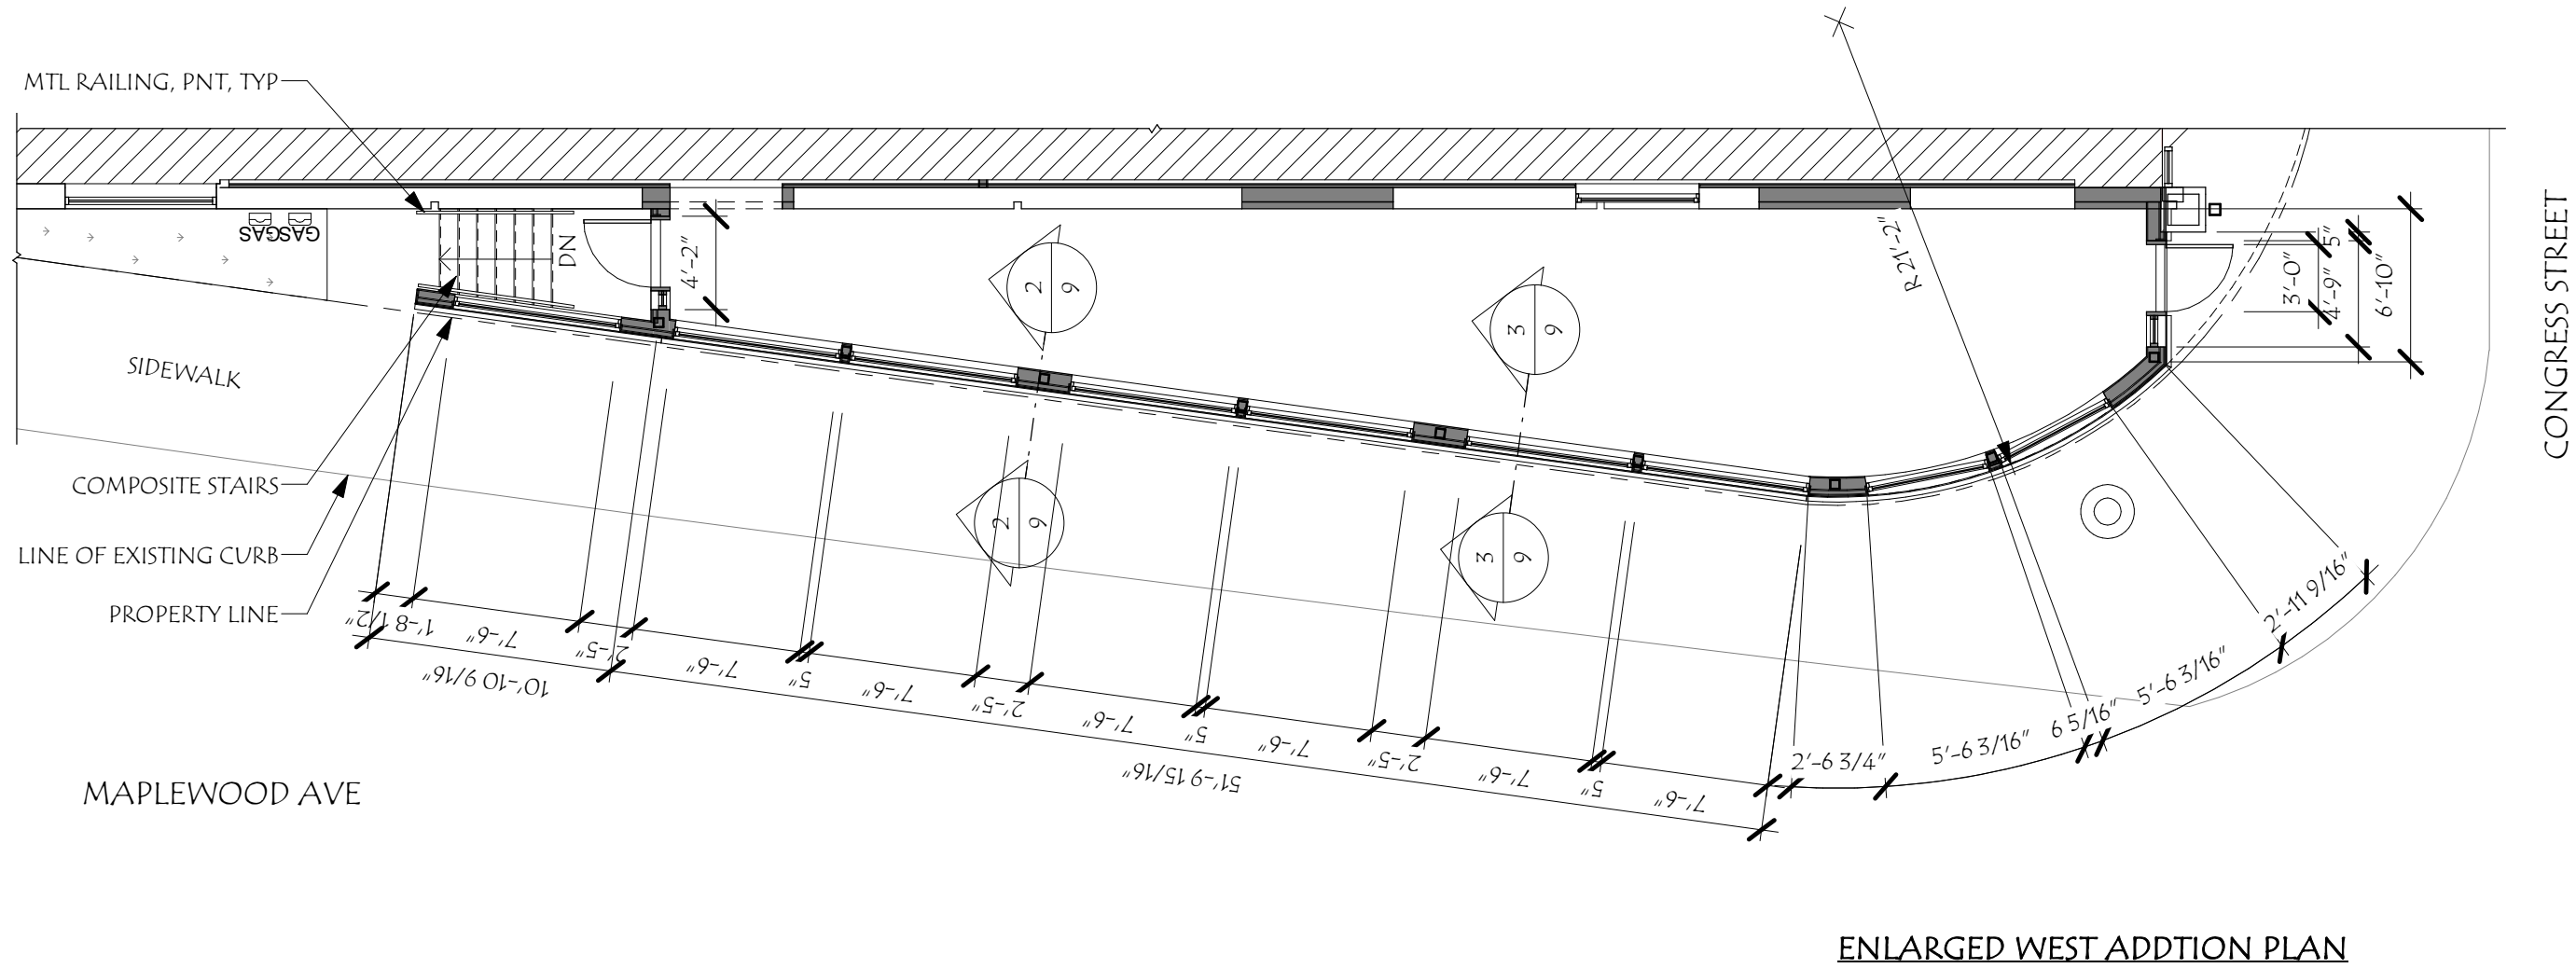 MTL RAILING, PNT, TYP
GAS
GAS
DN
4'-2"
2
9
3
9
R 21'-2"
5"
3'-0"
4'-9"
6'-10"
CONGRESS STREET
SIDEWALK
COMPOSITE STAIRS
LINE OF EXISTING CURB
PROPERTY LINE
2
9
3
9
1'-8 1/2"
7'-6"
2'-5"
7'-6"
5"
7'-6"
2'-5"
7'-6"
5"
7'-6"
2'-5"
7'-6"
5"
7'-6"
10'-10 9/16"
51'-9 15/16"
2'-6 3/4"
5'-6 3/16"
6 5/16"
5'-6 3/16"
2'-11 9/16"
MAPLEWOOD AVE
ENLARGED WEST ADDTION PLAN